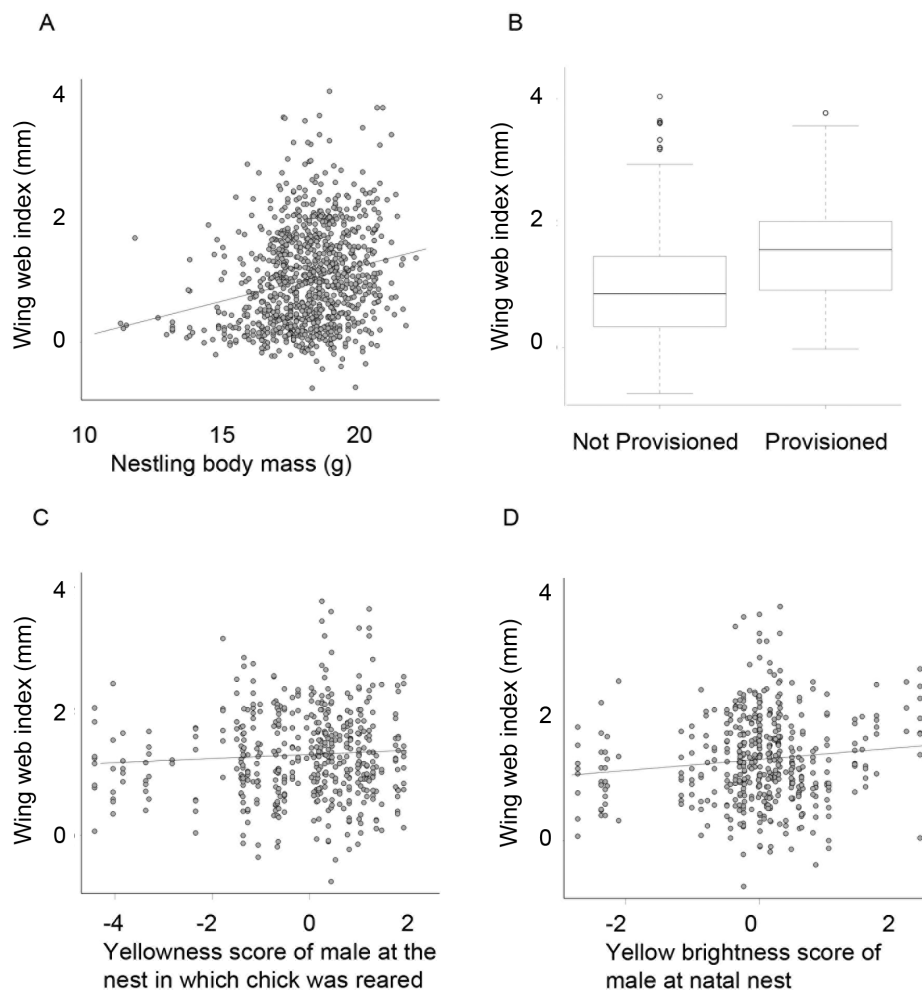 A
Wing web index (mm)
4
2
0
10 15 20
Nestling body mass (g)
B
Wing web index (mm)
4
2
0
Not Provisioned Provisioned
C
Wing web index (mm)
4
2
0
-4 -2 0 2
Yellowness score of male at the
nest in which chick was reared
D
Wing web index (mm)
4
2
0
-2 0 2
Yellow brightness score of
male at natal nest